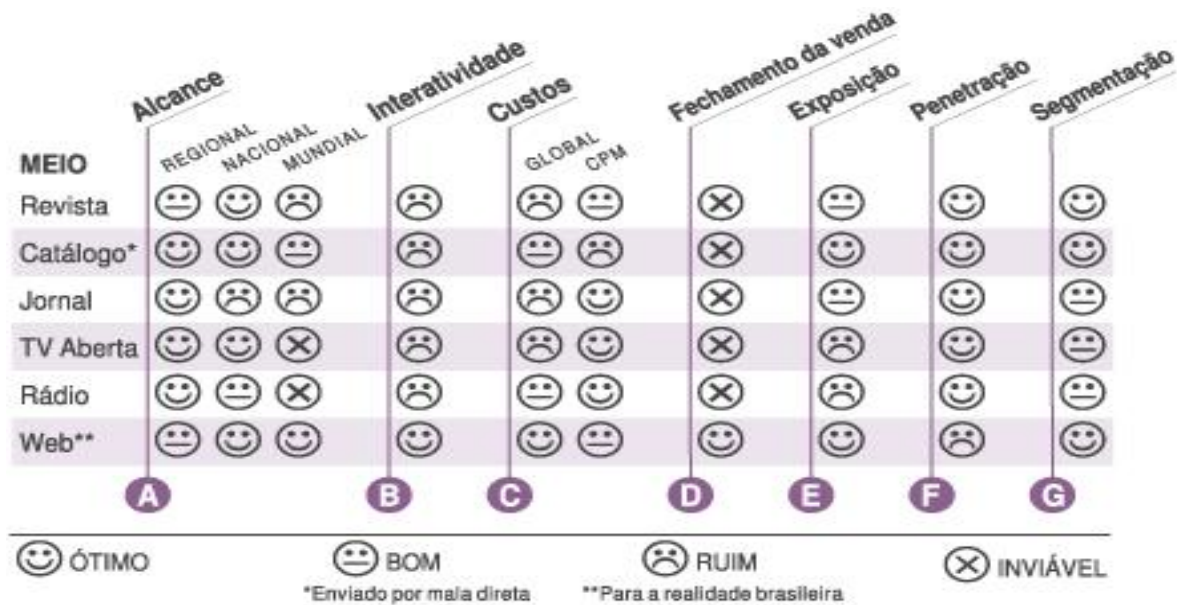 Alcance
Interatividade
Custos
Fechamento da venda
Exposição
Penetração
Segmentação
REGIONAL
NACIONAL
MUNDIAL
GLOBAL
CPM
MEIO
Revista
Catálogo*
Jornal
TV Aberta
Rádio
Web**
A B C D E F G
ÓTIMO BOM RUIM INVIÁVEL
*Enviado por mala direta **Para a realidade brasileira